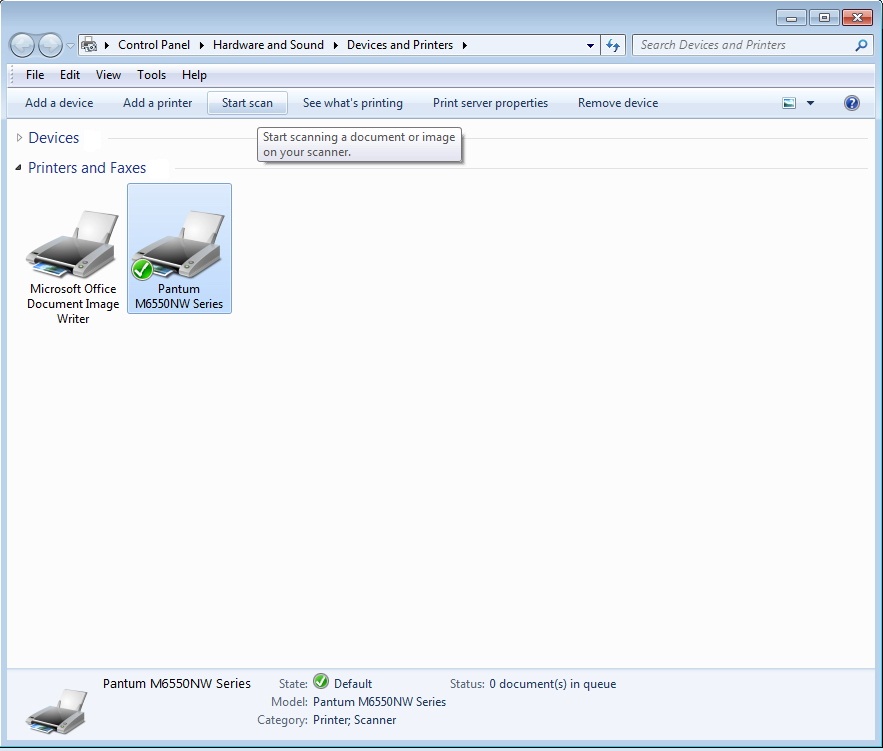 Control Panel Hardware and Sound Devices and Printers Search Devices and Printers
File Edit View Tools Help
Add a device Add a printer Start scan See what's printing Print server properties Remove device
Devices
Start scanning a document or image
on your scanner.
Printers and Faxes
Microsoft Office
Document Image
Writer
Pantum
M6550NW Series
Pantum M6550NW Series State: Default Status: 0 document(s) in queue
Model: Pantum M6550NW Series
Category: Printer; Scanner